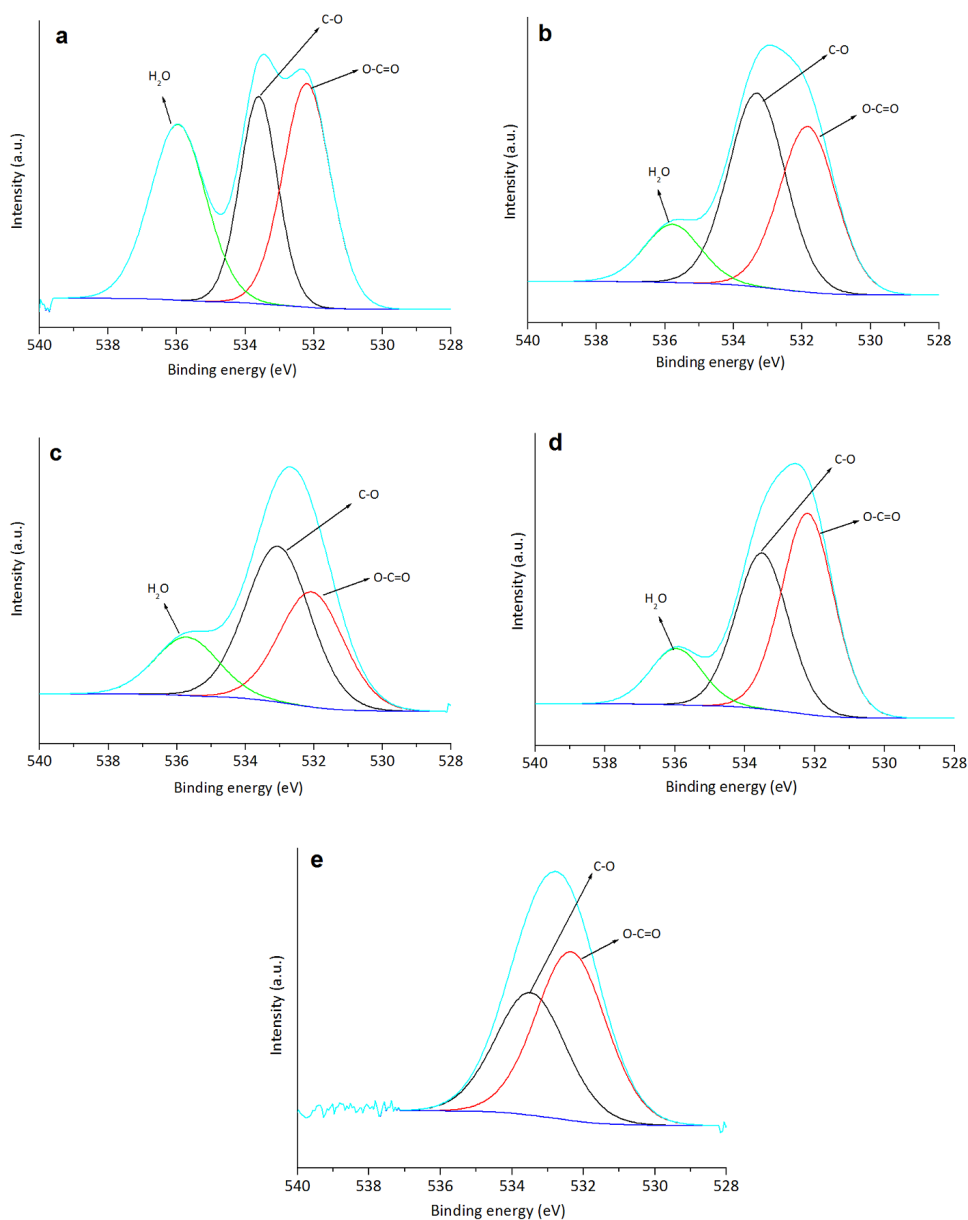 a
C-O
O-C=O
H2O
Intensity (a.u.)
540 538 536 534 532 530 528
Binding energy (eV)
b
C-O
O-C=O
H2O
Intensity (a.u.)
540 538 536 534 532 530 528
Binding energy (eV)
c
C-O
O-C=O
H2O
Intensity (a.u.)
540 538 536 534 532 530 528
Binding energy (eV)
d
C-O
O-C=O
H2O
Intensity (a.u.)
540 538 536 534 532 530 528
Binding energy (eV)
e
C-O
O-C=O
Intensity (a.u.)
540 538 536 534 532 530 528
Binding energy (eV)